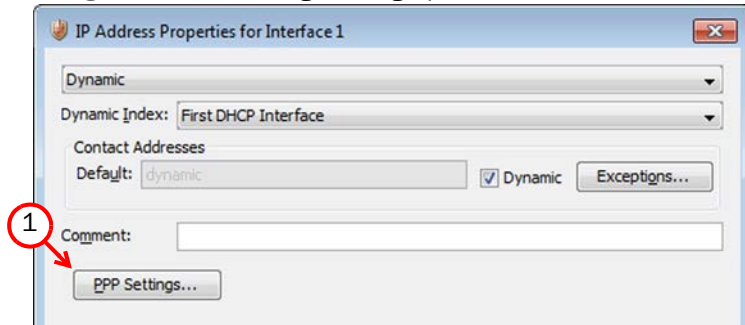 IP Address Properties for Interface 1
Dynamic
Dynamic Index: First DHCP Interface
Contact Addresses
Default: dynamic Dynamic Exceptions...
1
Comment:
PPP Settings...